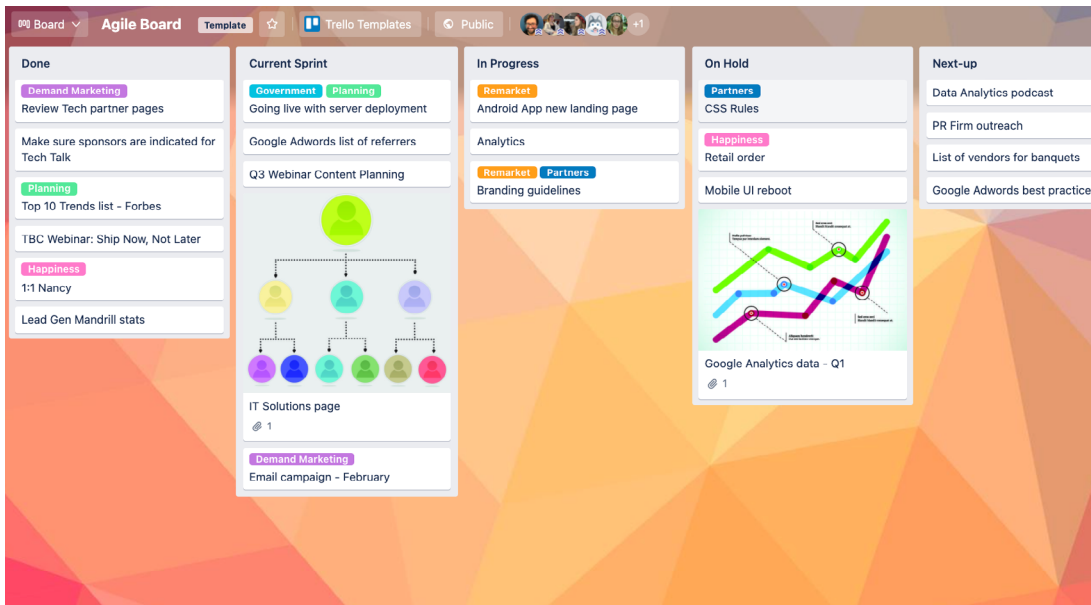 Board
Agile Board
Template
Trello Templates
Public
+1
Done
Demand Marketing
Review Tech partner pages
Make sure sponsors are indicated for
Tech Talk
Planning
Top 10 Trends list - Forbes
TBC Webinar: Ship Now, Not Later
Happiness
1:1 Nancy
Lead Gen Mandrill stats
Current Sprint
Government Planning
Going live with server deployment
Google Adwords list of referrers
Q3 Webinar Content Planning
IT Solutions page
1
Demand Marketing
Email campaign - February
In Progress
Remarket
Android App new landing page
Analytics
Remarket Partners
Branding guidelines
On Hold
Partners
CSS Rules
Happiness
Retail order
Mobile UI reboot
Google Analytics data - Q1
1
Next-up
Data Analytics podcast
PR Firm outreach
List of vendors for banquets
Google Adwords best practice